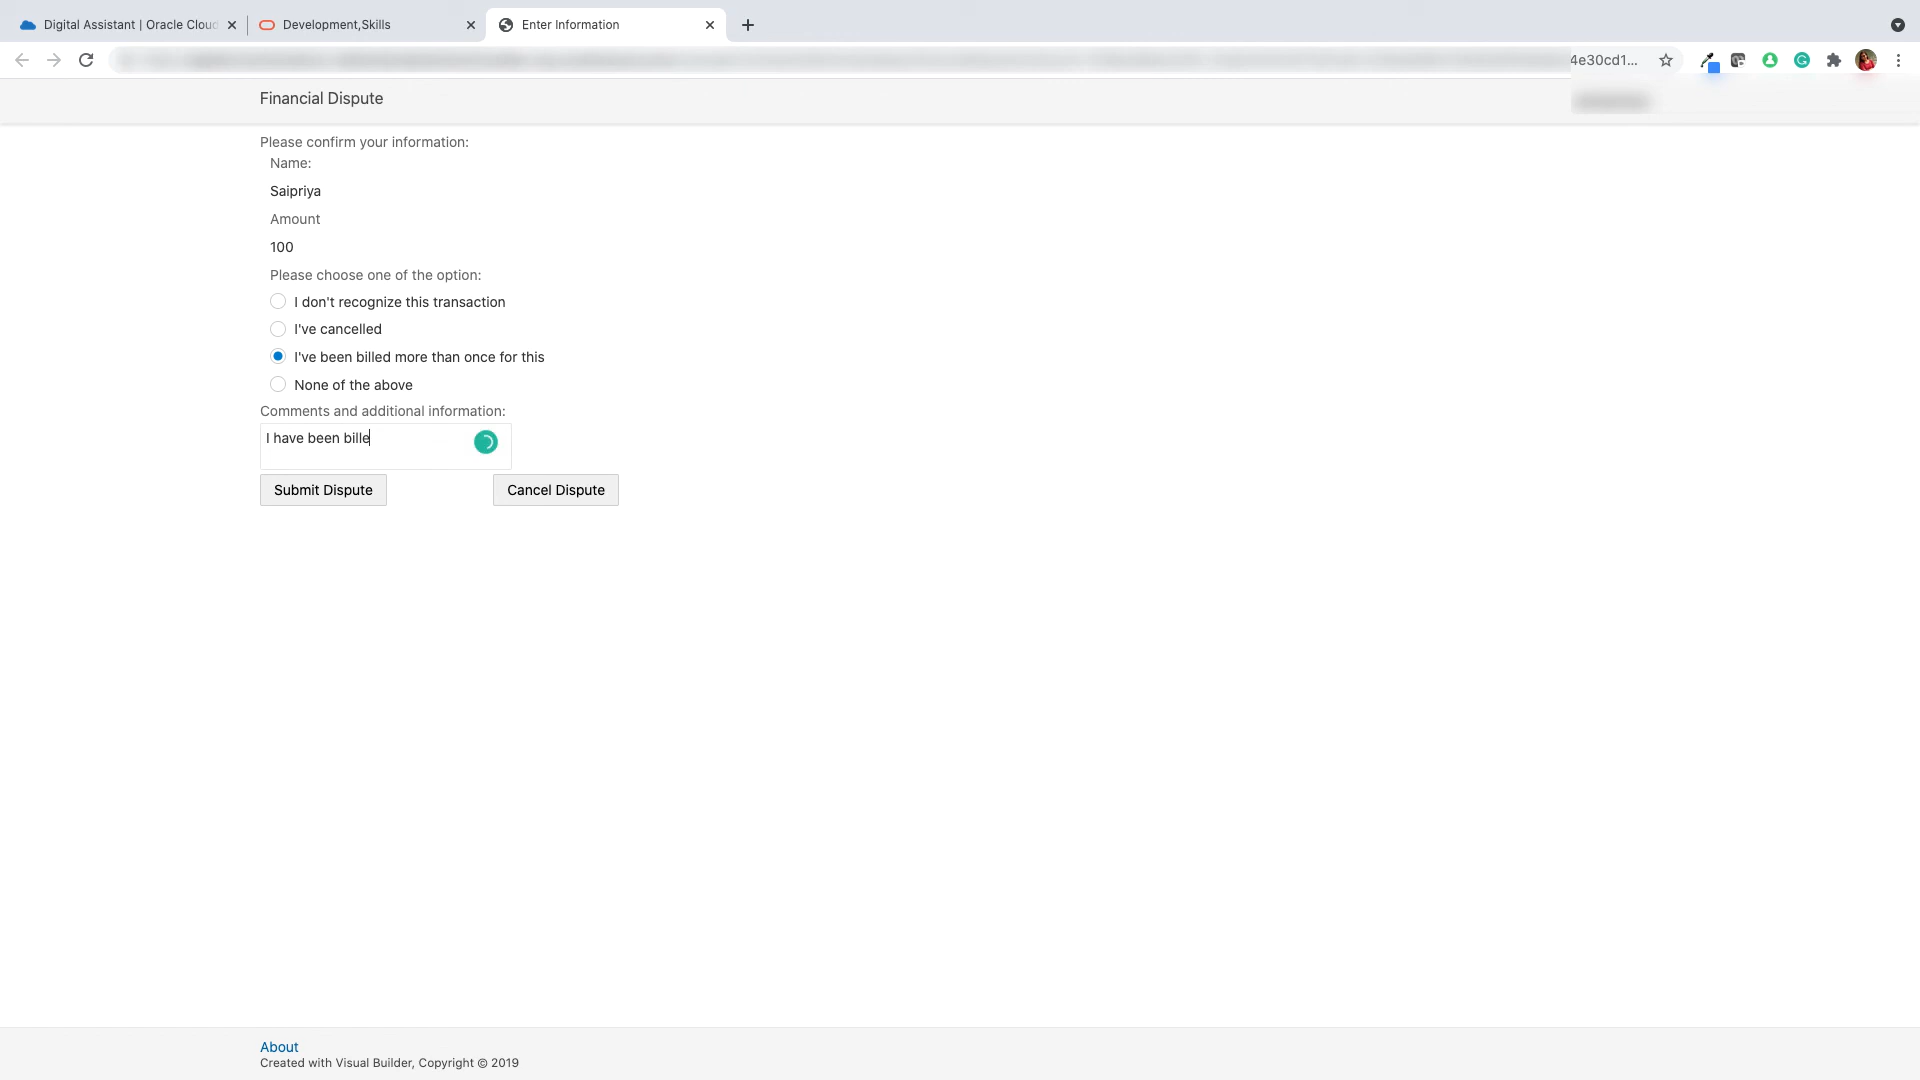 Digital Assistant | Oracle Cloud
Development,Skills
Enter Information
4e30cd1...
Financial Dispute
Please confirm your information:
Name:
Saipriya
Amount
100
Please choose one of the option:
I don't recognize this transaction
I've cancelled
I've been billed more than once for this
None of the above
Comments and additional information:
I have been bille
Submit Dispute
Cancel Dispute
About
Created with Visual Builder, Copyright © 2019